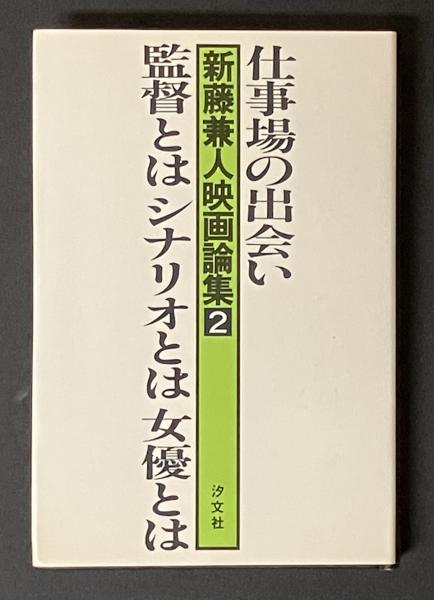 仕事場の出会い
新藤兼人映画論集2
監督とは シナリオとは 女優とは
汐文社